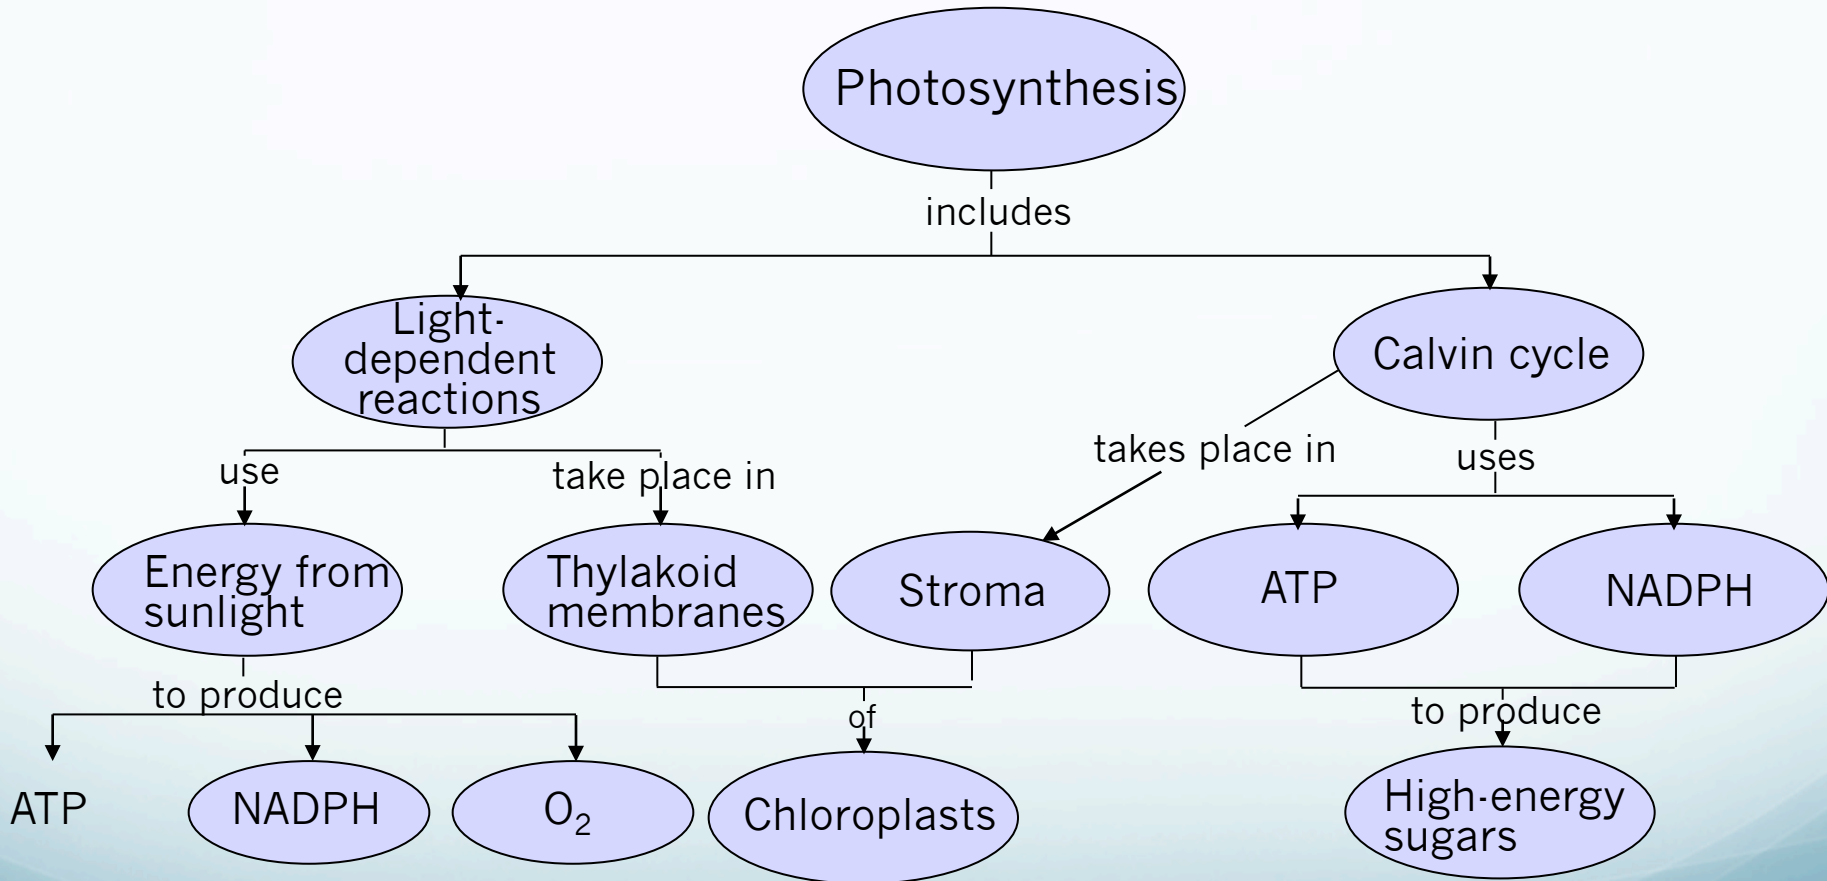 Photosynthesis
includes
Light-
dependent
reactions
Calvin cycle
use
take place in
takes place in
uses
Energy from
sunlight
Thylakoid
membranes
Stroma
ATP
NADPH
to produce
of
to produce
ATP
NADPH
O₂
Chloroplasts
High-energy
sugars